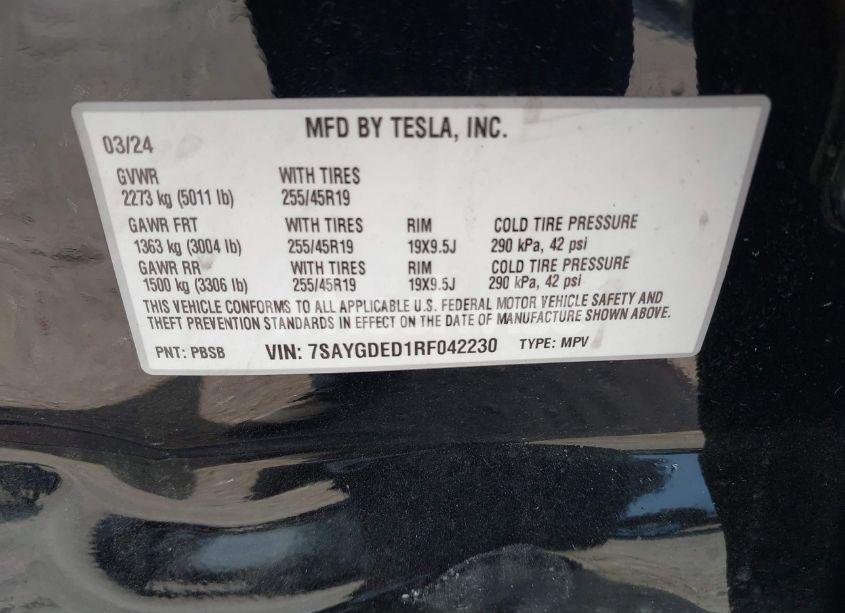 MFD BY TESLA, INC.
03/24
GVWR WITH TIRES
2273 kg (5011 lb) 255/45R19
GAWR FRT WITH TIRES RIM COLD TIRE PRESSURE
1363 kg (3004 lb) 255/45R19 19X9.5J 290 kPa, 42 psi
GAWR RR WITH TIRES RIM COLD TIRE PRESSURE
1500 kg (3306 lb) 255/45R19 19X9.5J 290 kPa, 42 psi
THIS VEHICLE CONFORMS TO ALL APPLICABLE U.S. FEDERAL MOTOR VEHICLE SAFETY AND
THEFT PREVENTION STANDARDS IN EFFECT ON THE DATE OF MANUFACTURE SHOWN ABOVE.
PNT: PBSB VIN: 7SAYGDED1RF042230 TYPE: MPV